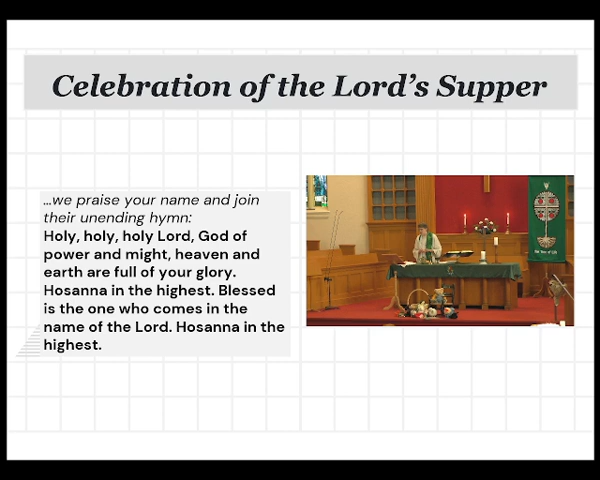 Celebration of the Lord's Supper
...we praise your name and join
their unending hymn:
Holy, holy, holy Lord, God of
power and might, heaven and
earth are full of your glory.
Hosanna in the highest. Blessed
is the one who comes in the
name of the Lord. Hosanna in the
highest.